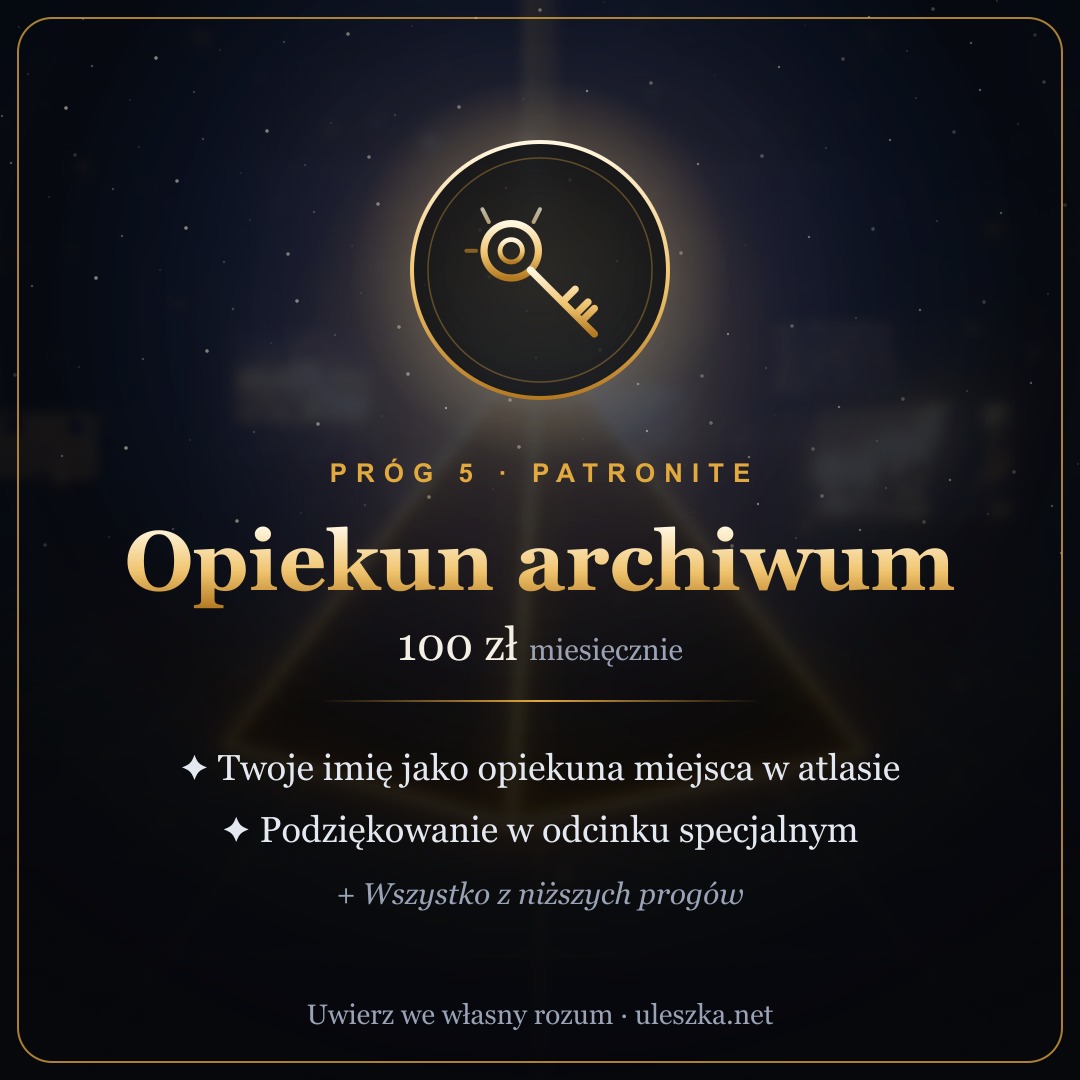 PRÓG 5 · PATRONITE
Opiekun archiwum
100 zł miesięcznie
✦ Twoje imię jako opiekuna miejsca w atlasie
✦ Podziękowanie w odcinku specjalnym
+ Wszystko z niższych progów
Uwierz we własny rozum · uleszka.net